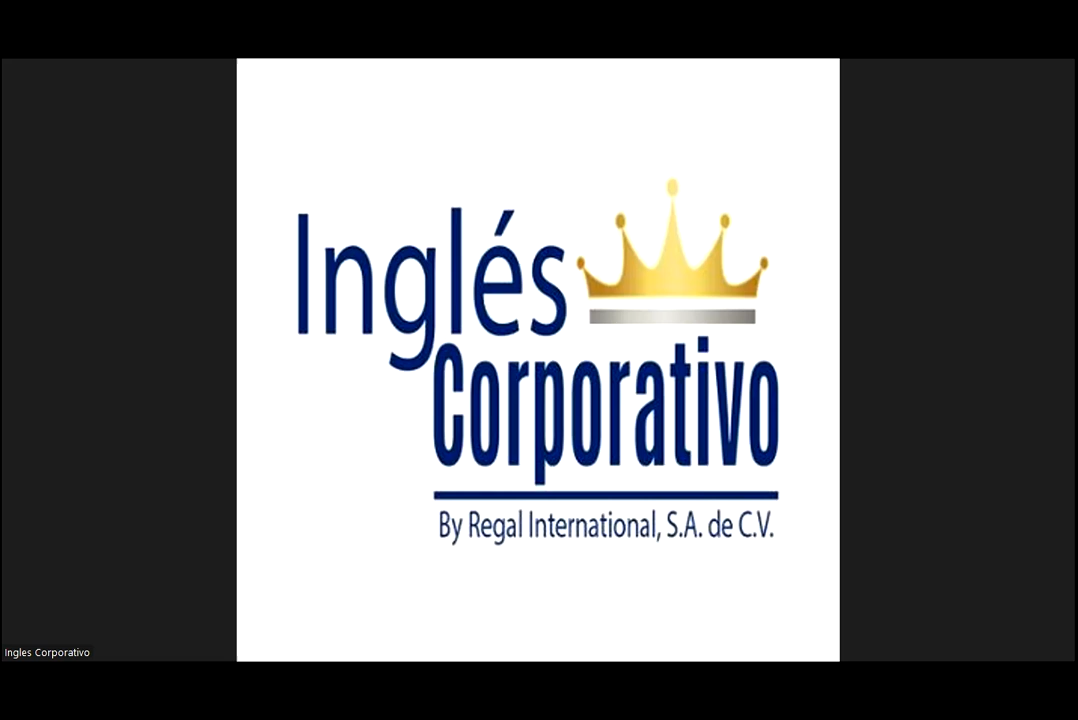 Inglés
Corporativo
By Regal International, S.A. de C.V.
Ingles Corporativo